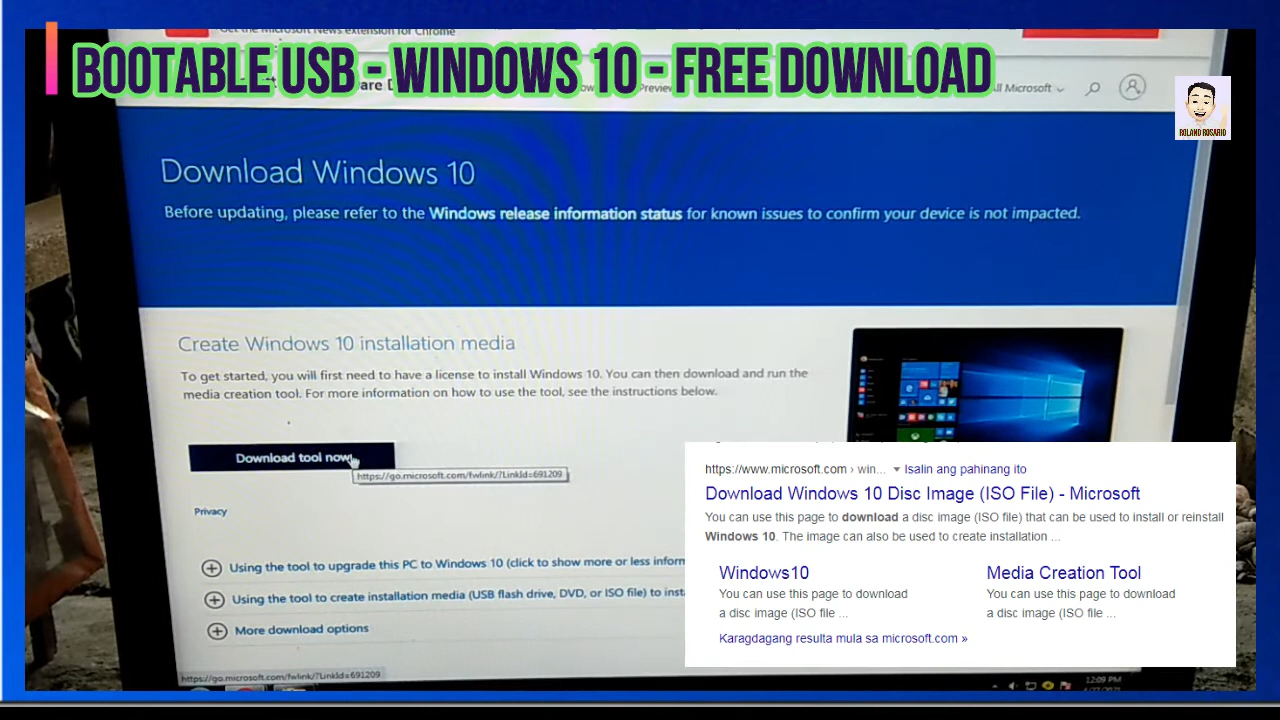 Get the Microsoft News extension for Chrome
BOOTABLE USB - WINDOWS 10 - FREE DOWNLOAD
All Microsoft
ROLAND ROSARIO
Download Windows 10
Before updating, please refer to the Windows release information status for known issues to confirm your device is not impacted.
Create Windows 10 installation media
To get started, you will first need to have a license to install Windows 10. You can then download and run the
media creation tool. For more information on how to use the tool, see the instructions below.
Download tool now
https://go.microsoft.com/fwlink/?LinkId=691209
Privacy
Using the tool to upgrade this PC to Windows 10 (click to show more or less inform
Using the tool to create installation media (USB flash drive, DVD, or ISO file) to inst
More download options
https://go.microsoft.com/fwlink/?LinkId=691209
12:09 PM
https://www.microsoft.com › win... Isalin ang pahinang ito
Download Windows 10 Disc Image (ISO File) - Microsoft
You can use this page to download a disc image (ISO file) that can be used to install or reinstall
Windows 10. The image can also be used to create installation ...
Windows10
You can use this page to download
a disc image (ISO file ...
Media Creation Tool
You can use this page to download
a disc image (ISO file ...
Karagdagang resulta mula sa microsoft.com »